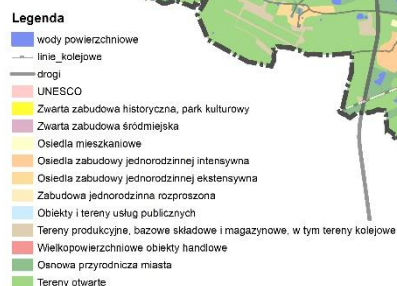 Legenda
wody powierzchniowe
linie_kolejowe
drogi
UNESCO
Zwarta zabudowa historyczna, park kulturowy
Zwarta zabudowa śródmiejska
Osiedla mieszkaniowe
Osiedla zabudowy jednorodzinnej intensywna
Osiedla zabudowy jednorodzinnej ekstensywna
Zabudowa jednorodzinna rozproszona
Obiekty i tereny usług publicznych
Tereny produkcyjne, bazowe składowe i magazynowe, w tym tereny kolejowe
Wielkopowierzchniowe obiekty handlowe
Osnowa przyrodnicza miasta
Tereny otwarte